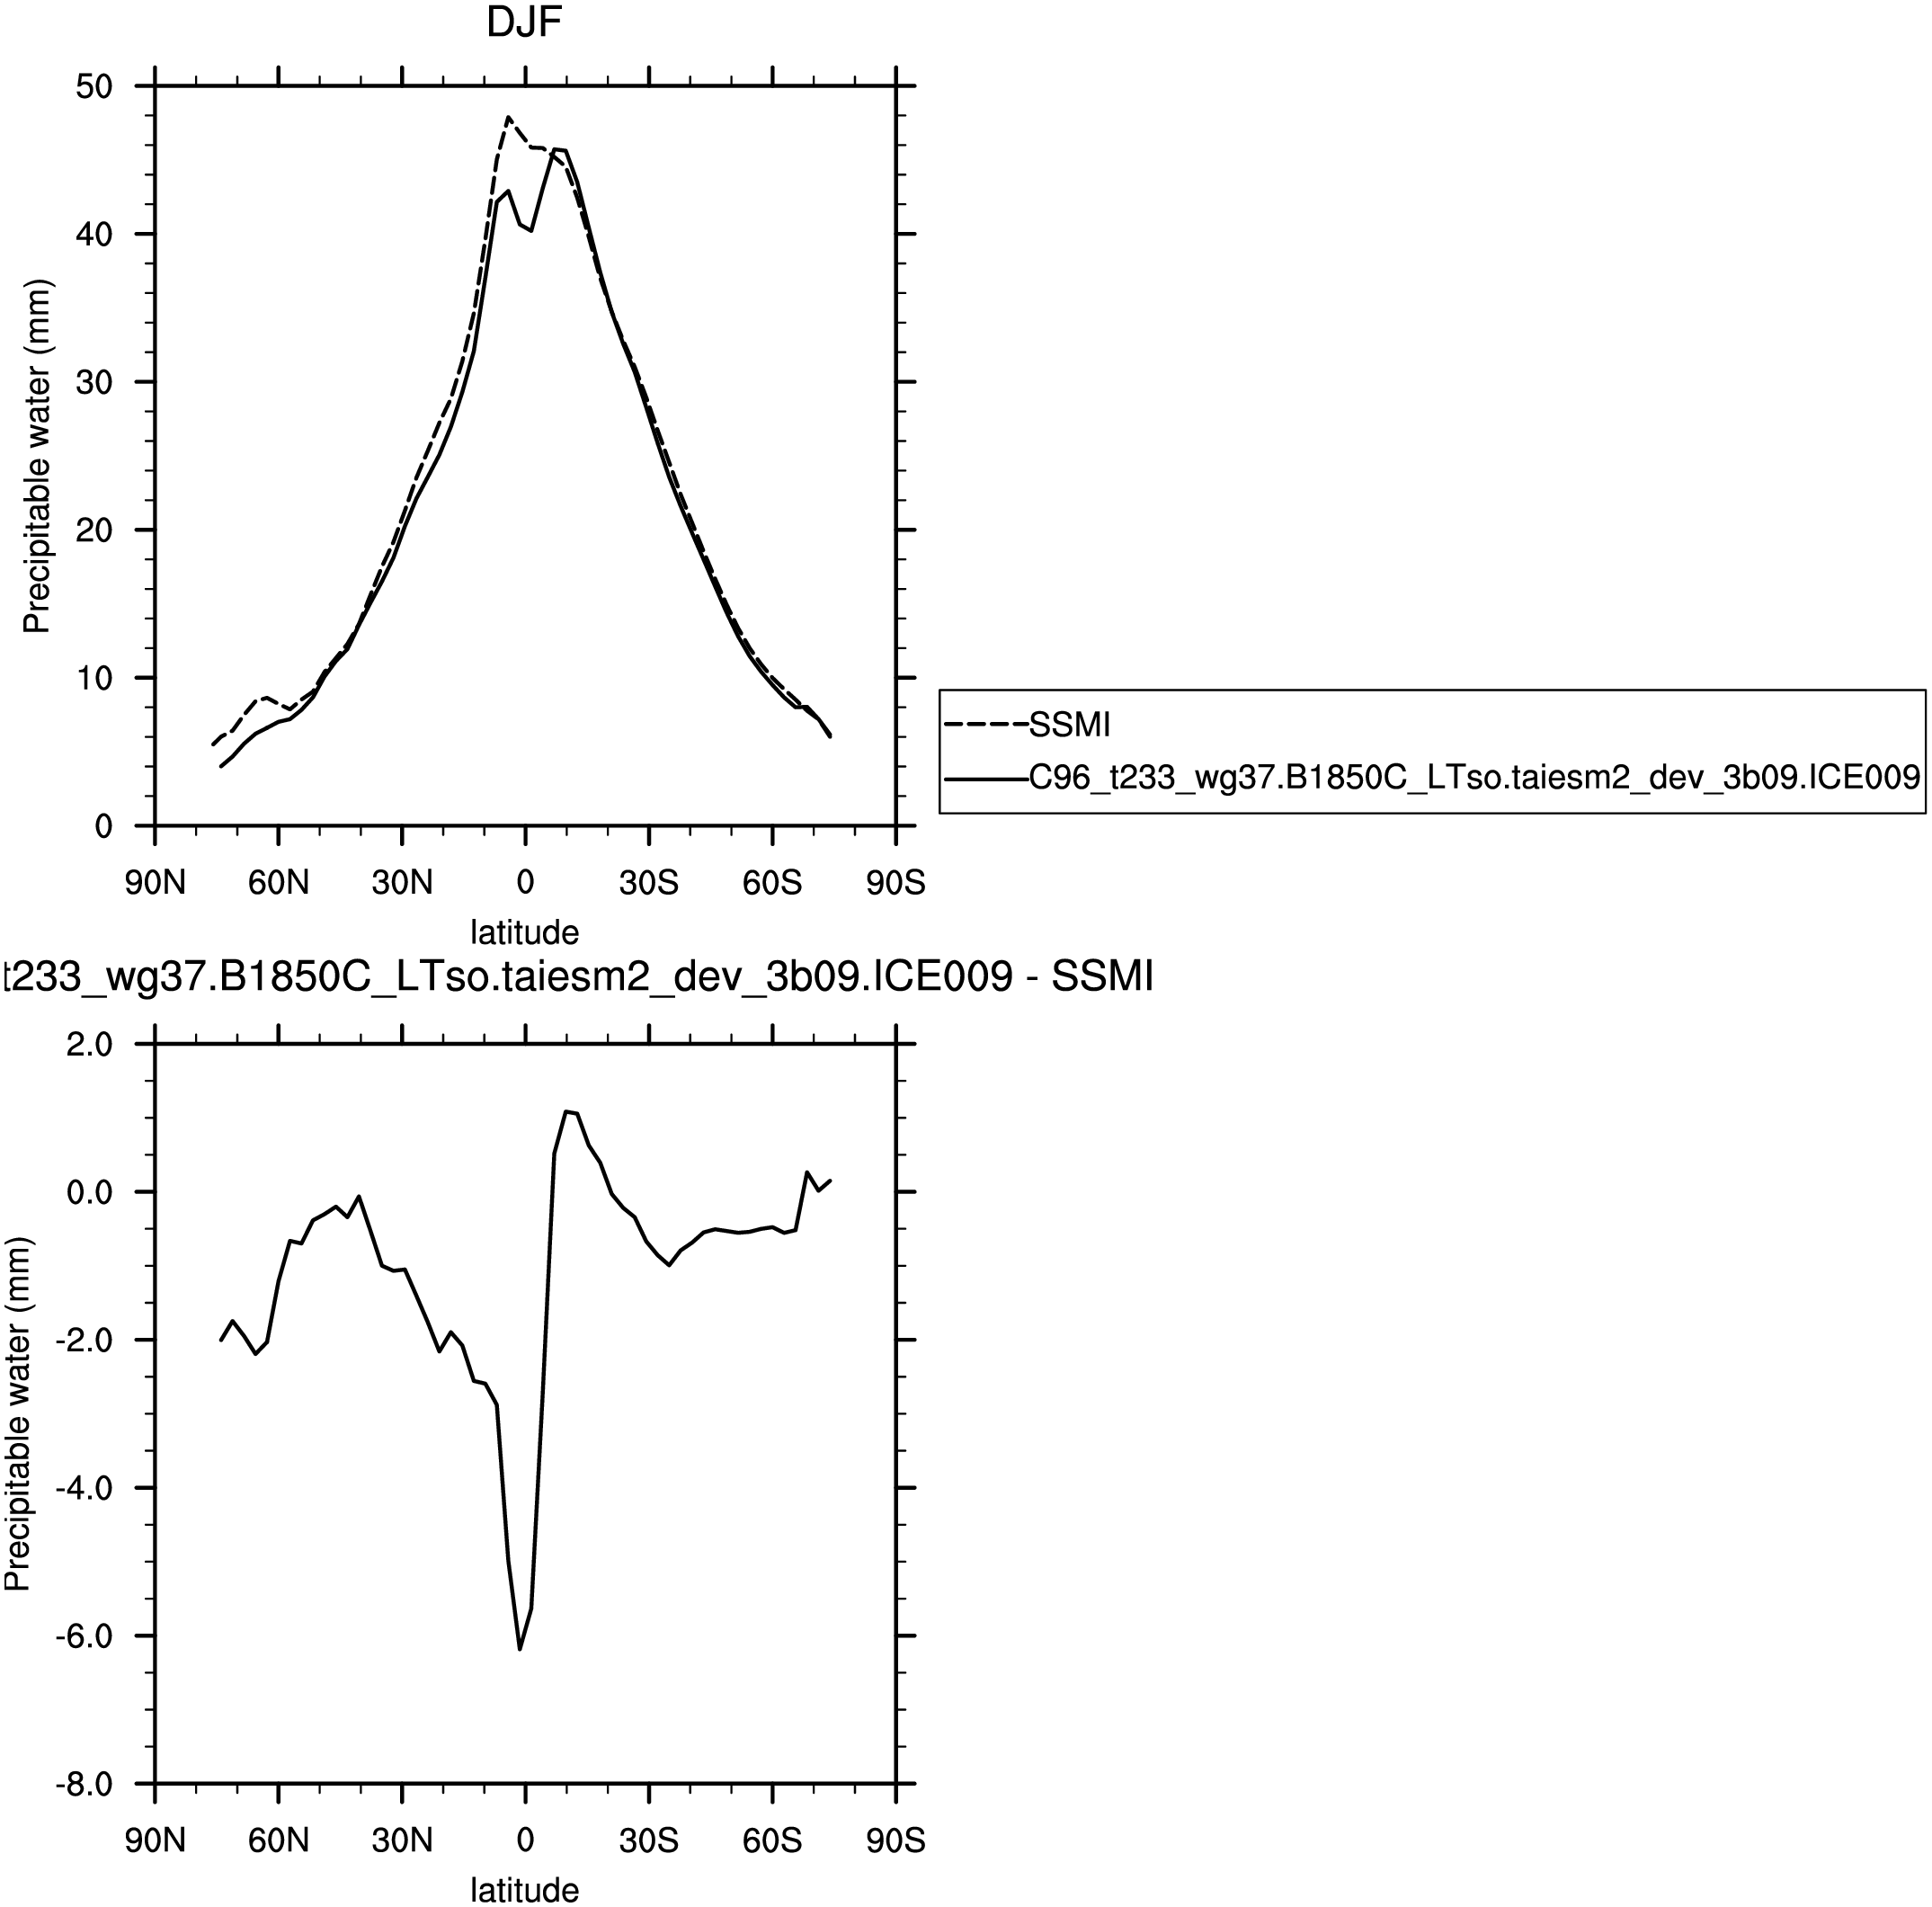 DJF
50
40
30
20
10
0
Precipitable water (mm)
90N 60N 30N 0 30S 60S 90S
latitude
SSMI
C96_t233_wg37.B1850C_LTso.taiesm2_dev_3b09.ICE009
t233_wg37.B1850C_LTso.taiesm2_dev_3b09.ICE009 - SSMI
2.0
0.0
-2.0
-4.0
-6.0
-8.0
Precipitable water (mm)
90N 60N 30N 0 30S 60S 90S
latitude